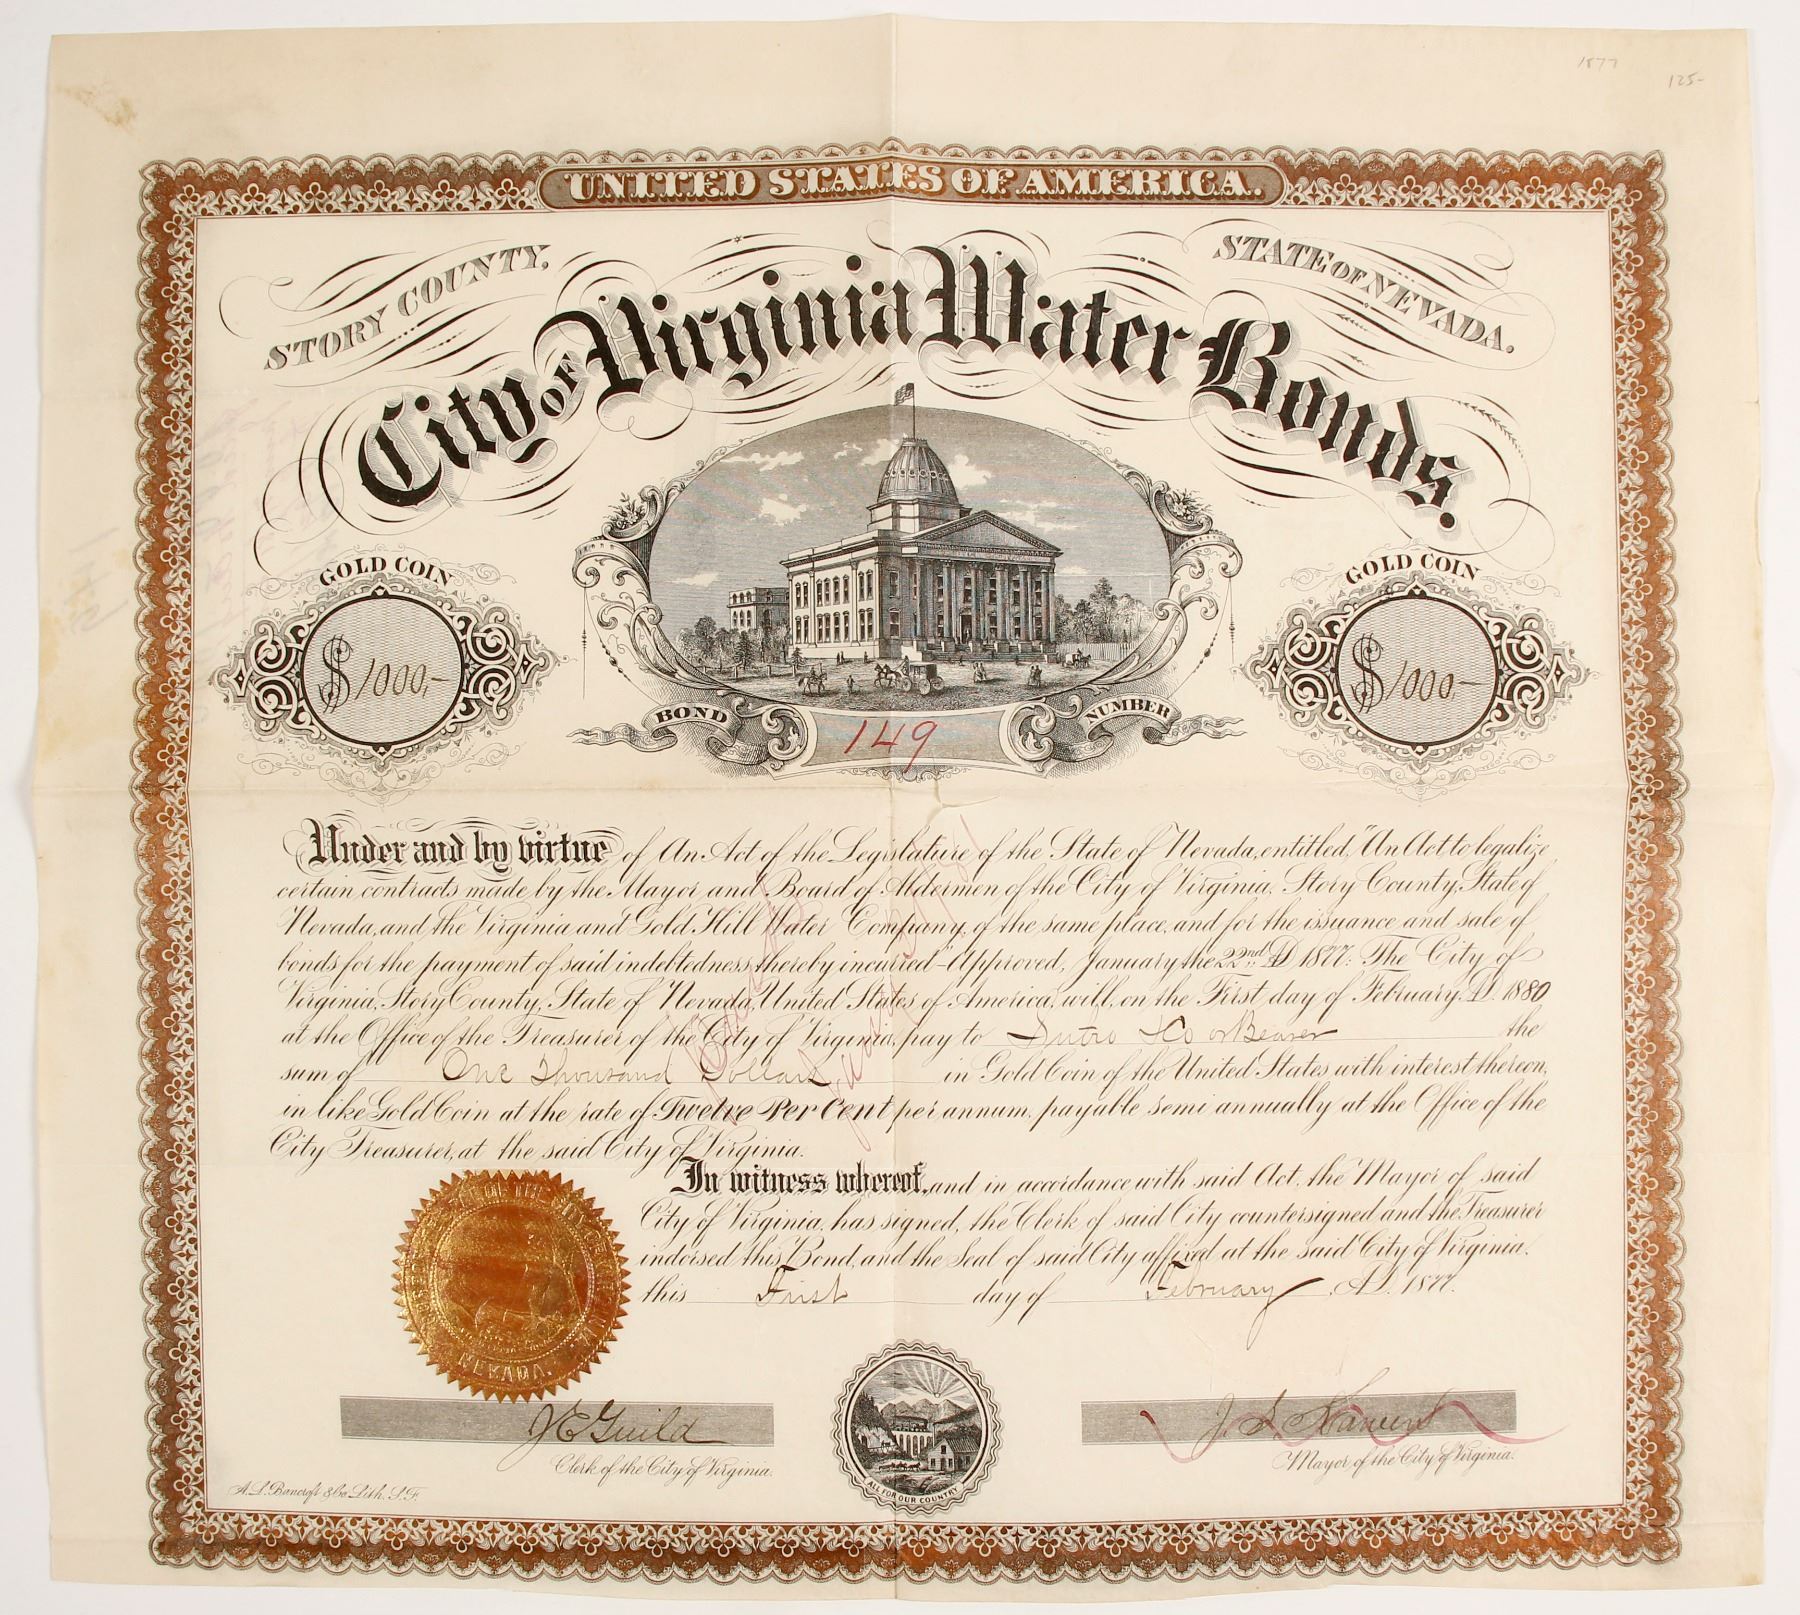 1877
125-
UNITED STATES OF AMERICA.
STORY COUNTY,
STATE OF NEVADA.
City OF Virginia Water Bonds.
GOLD COIN
GOLD COIN
$1000,-
$1000-
BOND
NUMBER
149
Under and by virtue of An Act of the Legislature of the State of Nevada, entitled, "An Act to legalize
certain contracts made by the Mayor and Board of Aldermen of the City of Virginia, Story County, State of
Nevada, and the Virginia and Gold Hill Water Company, of the same place, and for the issuance and sale of
bonds for the payment of said indebtedness thereby incurred"-Approved, January the 22nd AD 1877: The City of
Virginia, Story County, State of Nevada, United States of America, will, on the First day of February, A.D. 1880
at the Office of the Treasurer of the City of Virginia, pay to Sutro & Co or Bearer the
sum of One Thousand Dollars in Gold Coin of the United States with interest thereon,
in like Gold Coin at the rate of Twelve Per Cent per annum, payable semi annually at the Office of the
City Treasurer, at the said City of Virginia.
In witness whereof, and in accordance with said Act, the Mayor of said
City of Virginia, has signed, the Clerk of said City countersigned and the Treasurer
indorsed this Bond, and the Seal of said City affixed at the said City of Virginia.
this First day of February, A.D. 1877.
NEVADA.
J E Guild
Clerk of the City of Virginia.
Mayor of the City of Virginia.
ALL FOR OUR COUNTRY
A.L. Bancroft & Co Lith. S.F.